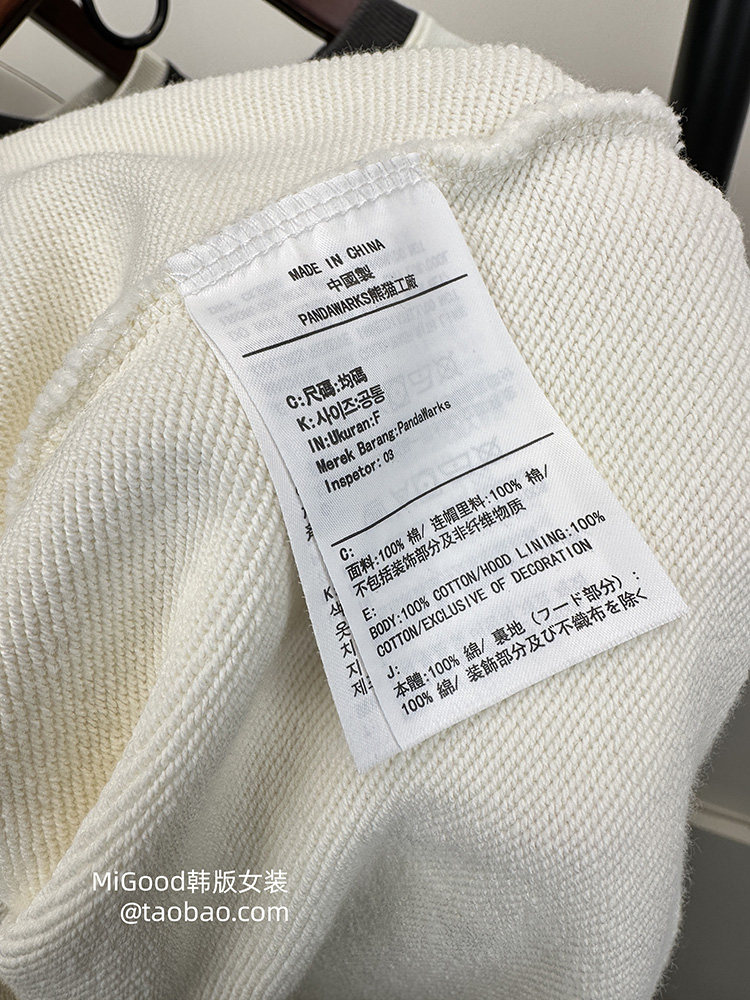 MADE IN CHINA
中國製
PANDAWARKS熊猫工廠
C:尺碼:均碼
K:사이즈:공통
IN:Ukuran:F
Merek Barang:PandaWarks
Inspetor: 03
C:
面料:100% 棉/ 连帽里料:100% 棉/
不包括装饰部分及非纤维物质
E:
BODY:100% COTTON/HOOD LINING:100%
COTTON/EXCLUSIVE OF DECORATION
J:
本體:100% 綿/ 裏地 (フード部分) :
100% 綿/ 装飾部分及び不織布を除く
MiGood韩版女装
@taobao.com